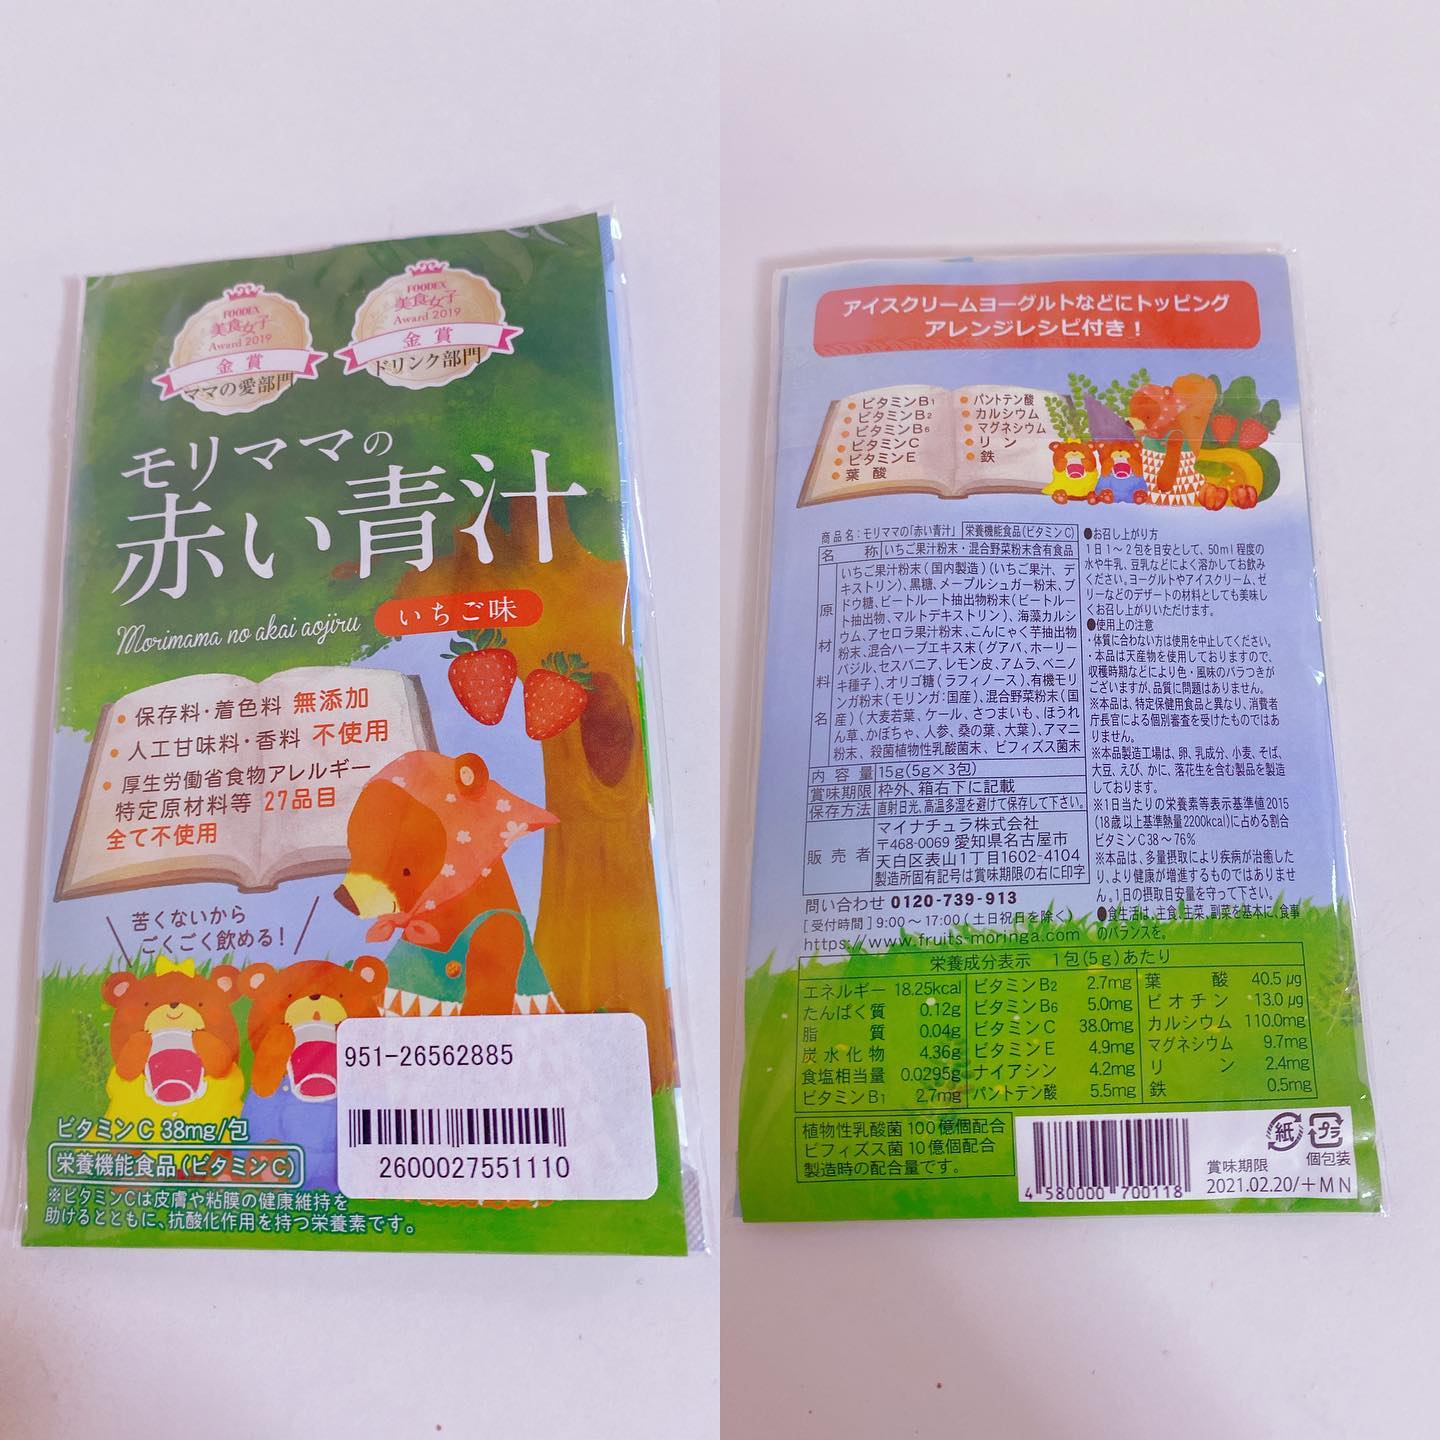 FOODEX
美食女子
Award 2019
金賞
ママの愛部門
FOODEX
美食女子
Award 2019
金賞
ドリンク部門
モリママの
赤い青汁
Morimama no akai aojiru
いちご味
• 保存料・着色料 無添加
• 人工甘味料・香料 不使用
• 厚生労働省食物アレルギー
特定原材料等 27品目
全て不使用
苦くないから
ごくごく飲める！
951-26562885
2600027551110
ビタミンC 38mg/包
栄養機能食品(ビタミンC)
※ビタミンCは皮膚や粘膜の健康維持を
助けるとともに、抗酸化作用を持つ栄養素です。
アイスクリームヨーグルトなどにトッピング
アレンジレシピ付き！
• ビタミンB1
• ビタミンB2
• ビタミンB6
• ビタミンC
• ビタミンE
• 葉酸
• パントテン酸
• カルシウム
• マグネシウム
• リン
• 鉄
商品名：モリママの「赤い青汁」 栄養機能食品(ビタミンC)
名称 いちご果汁粉末・混合野菜粉末含有食品
原材料名 いちご果汁粉末(国内製造)(いちご果汁、デ
キストリン)、黒糖、メープルシュガー粉末、ブ
ドウ糖、ビートルート抽出物粉末(ビートルー
ト抽出物、マルトデキストリン)、海藻カルシ
ウム、アセロラ果汁粉末、こんにゃく芋抽出物
粉末、混合ハーブエキス末(グアバ、ホーリー
バジル、セスバニア、レモン皮、アムラ、ベニノ
キ種子)、オリゴ糖(ラフィノース)、有機モリ
ンガ粉末(モリンガ：国産)、混合野菜粉末(国
産)(大麦若葉、ケール、さつまいも、ほうれ
ん草、かぼちゃ、人参、桑の葉、大葉)、アマニ
粉末、殺菌植物性乳酸菌末、ビフィズス菌末
内容量 15g(5g×3包)
賞味期限 枠外、箱右下に記載
保存方法 直射日光、高温多湿を避けて保存して下さい。
販売者 マイナチュラ株式会社
〒468-0069 愛知県名古屋市
天白区表山1丁目1602-4104
製造所固有記号は賞味期限の右に印字
問い合わせ 0120-739-913
[受付時間] 9:00～17:00(土日祝日を除く)
https://www.fruits-moringa.com
●お召し上がり方
1日1～2包を目安として、50ml程度の
水や牛乳、豆乳などによく溶かしてお飲み
ください。ヨーグルトやアイスクリーム、ゼ
リーなどのデザートの材料としても美味し
くお召し上がりいただけます。
●使用上の注意
・体質に合わない方は使用を中止してください。
・本品は天産物を使用しておりますので、
収穫時期などにより色・風味のバラつきが
ございますが、品質に問題はありません。
※本品は、特定保健用食品と異なり、消費者
庁長官による個別審査を受けたものではあ
りません。
※本品製造工場は、卵、乳成分、小麦、そば、
大豆、えび、かに、落花生を含む製品を製造
しております。
※1日当たりの栄養素等表示基準値2015
(18歳以上基準熱量2200kcal)に占める割合
ビタミンC38～76%
※本品は、多量摂取により疾病が治癒した
り、より健康が増進するものではありませ
ん。1日の摂取目安量を守って下さい。
●食生活は、主食、主菜、副菜を基本に、食事
のバランスを。
栄養成分表示 1包(5g)あたり
エネルギー 18.25kcal
たんぱく質 0.12g
脂質 0.04g
炭水化物 4.36g
食塩相当量 0.0295g
ビタミンB1 2.7mg
ビタミンB2 2.7mg
ビタミンB6 5.0mg
ビタミンC 38.0mg
ビタミンE 4.9mg
ナイアシン 4.2mg
パントテン酸 5.5mg
葉酸 40.5μg
ビオチン 13.0μg
カルシウム 110.0mg
マグネシウム 9.7mg
リン 2.4mg
鉄 0.5mg
植物性乳酸菌100億個配合
ビフィズス菌10億個配合
製造時の配合量です。
4 580000 700118
紙
プラ
個包装
賞味期限
2021.02.20/+MN